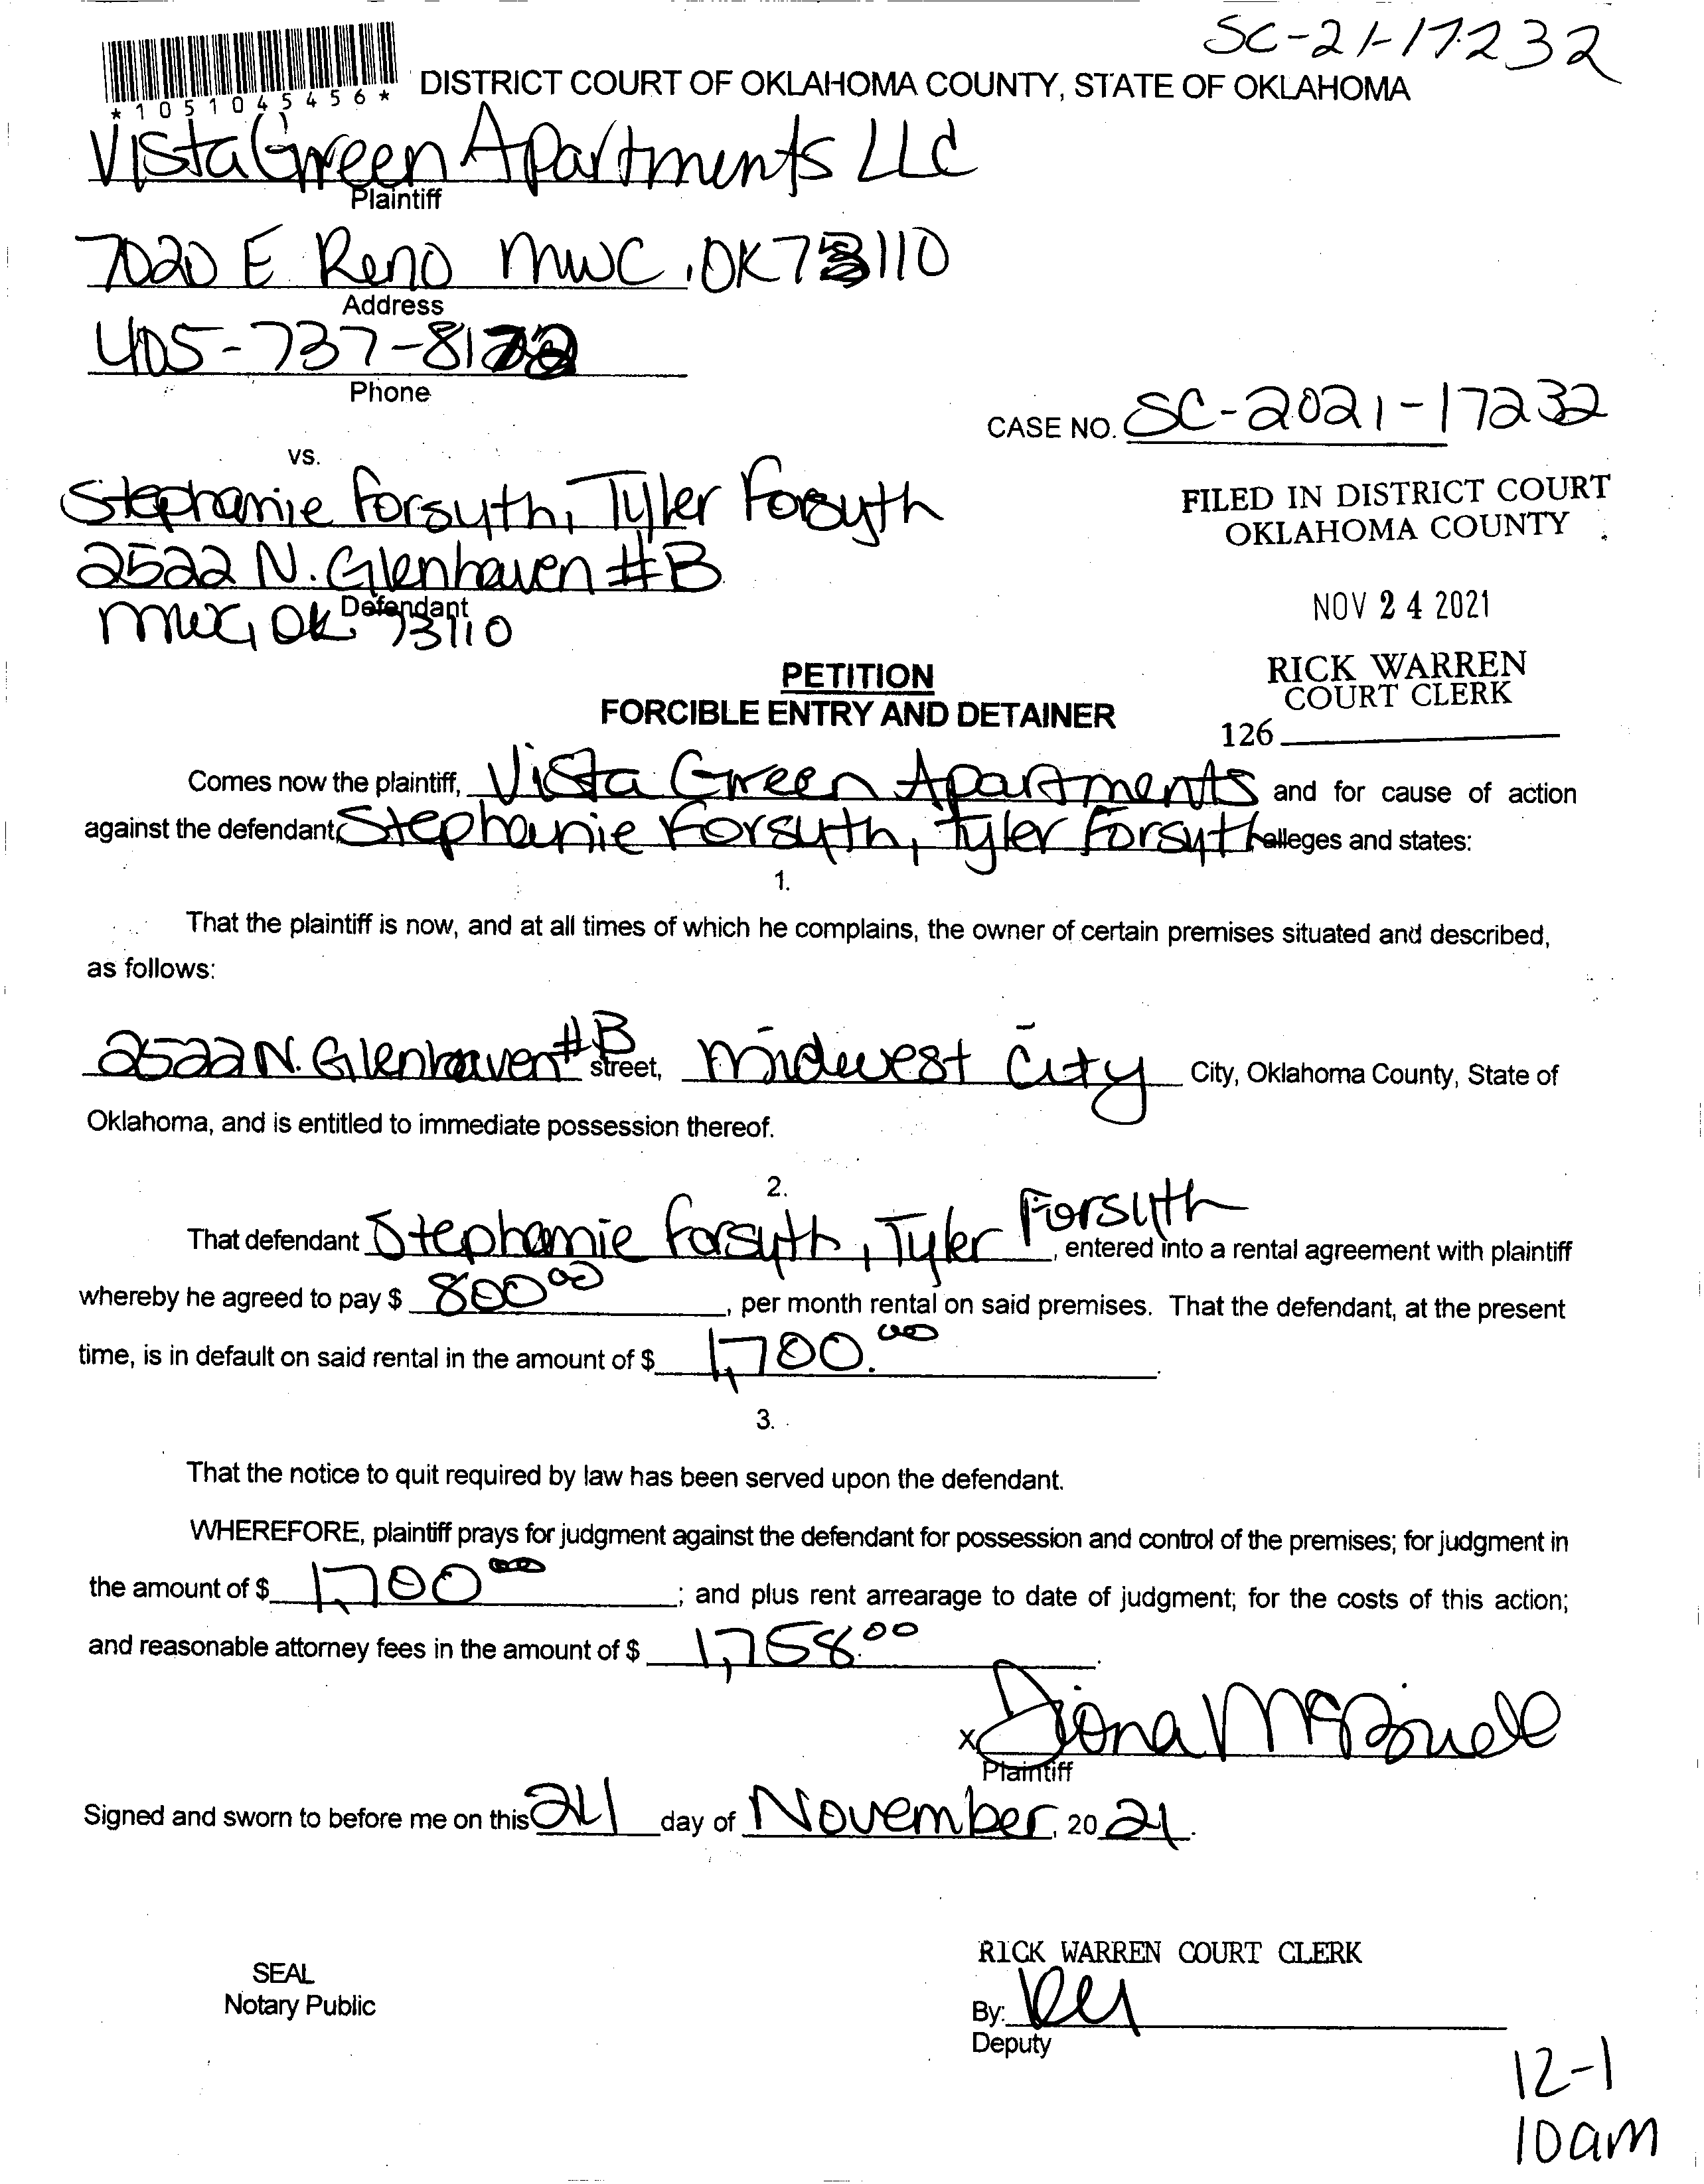 SC-21-17232
*1051045456*
DISTRICT COURT OF OKLAHOMA COUNTY, STATE OF OKLAHOMA
Vista Green Apartments LLC
Plaintiff
7020 E Reno MWC, OK 73110
Address
405-737-8172
Phone
CASE NO. SC-2021-17232
vs.
Stephanie Forsyth, Tyler Forsyth
2522 N. Glenhaven #B
Defendant
MWC, OK 73110
FILED IN DISTRICT COURT
OKLAHOMA COUNTY
NOV 24 2021
RICK WARREN
COURT CLERK
126
PETITION
FORCIBLE ENTRY AND DETAINER
Comes now the plaintiff, Vista Green Apartments and for cause of action
against the defendant, Stephanie Forsyth, Tyler Forsyth alleges and states:
1.
That the plaintiff is now, and at all times of which he complains, the owner of certain premises situated and described,
as follows:
2522 N. Glenhaven #B street, Midwest City City, Oklahoma County, State of
Oklahoma, and is entitled to immediate possession thereof.
2.
That defendant Stephanie Forsyth, Tyler Forsyth, entered into a rental agreement with plaintiff
whereby he agreed to pay $ 800.00, per month rental on said premises. That the defendant, at the present
time, is in default on said rental in the amount of $ 1,700.00.
3.
That the notice to quit required by law has been served upon the defendant.
WHEREFORE, plaintiff prays for judgment against the defendant for possession and control of the premises; for judgment in
the amount of $ 1,700.00; and plus rent arrearage to date of judgment; for the costs of this action;
and reasonable attorney fees in the amount of $ 1,758.00.
X Diona
Plaintiff
Signed and sworn to before me on this 24 day of November, 2021.
SEAL
Notary Public
RICK WARREN COURT CLERK
By:
Deputy
12-1
10am